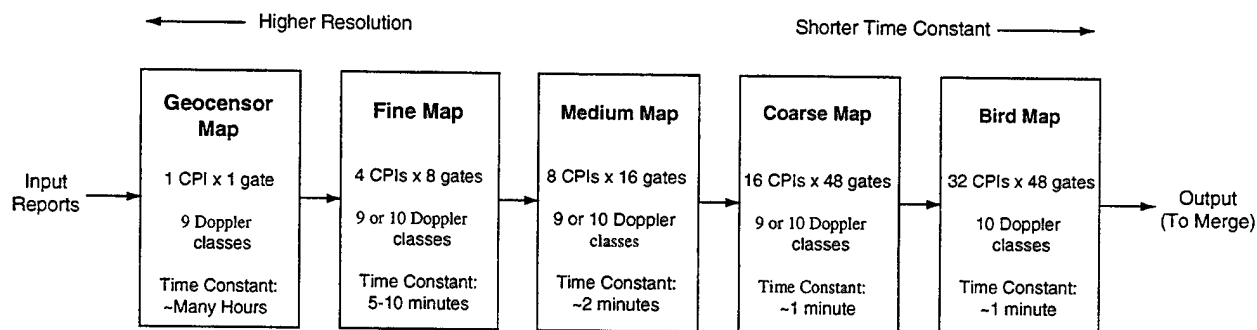 Higher Resolution
Shorter Time Constant
Input
Reports
Geocensor
Map
1 CPI x 1 gate
9 Doppler
classes
Time Constant:
~Many Hours
Fine Map
4 CPIs x 8 gates
9 or 10 Doppler
classes
Time Constant:
5-10 minutes
Medium Map
8 CPIs x 16 gates
9 or 10 Doppler
classes
Time Constant:
~2 minutes
Coarse Map
16 CPIs x 48 gates
9 or 10 Doppler
classes
Time Constant:
~1 minute
Bird Map
32 CPIs x 48 gates
10 Doppler
classes
Time Constant:
~1 minute
Output
(To Merge)